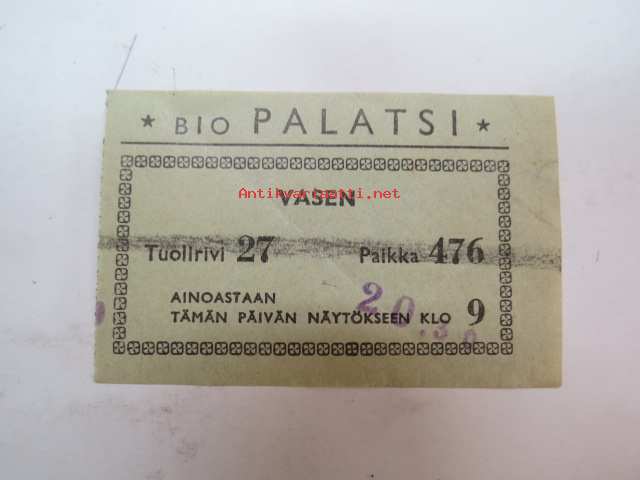 ★ BIO PALATSI ★
Antikvariaatti.net
VASEN
Tuolirivi 27 Paikka 476
AINOASTAAN
TÄMÄN PÄIVÄN NÄYTÖKSEEN KLO 9
20.30